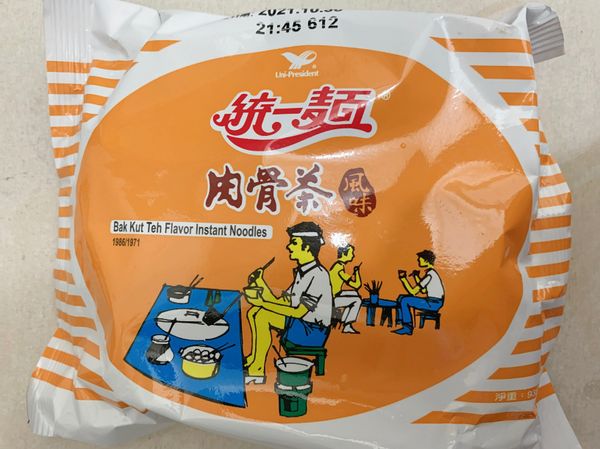 21:45 612
Uni-President
統一麵®
肉骨茶風味
Bak Kut Teh Flavor Instant Noodles
1986/1971
淨重: